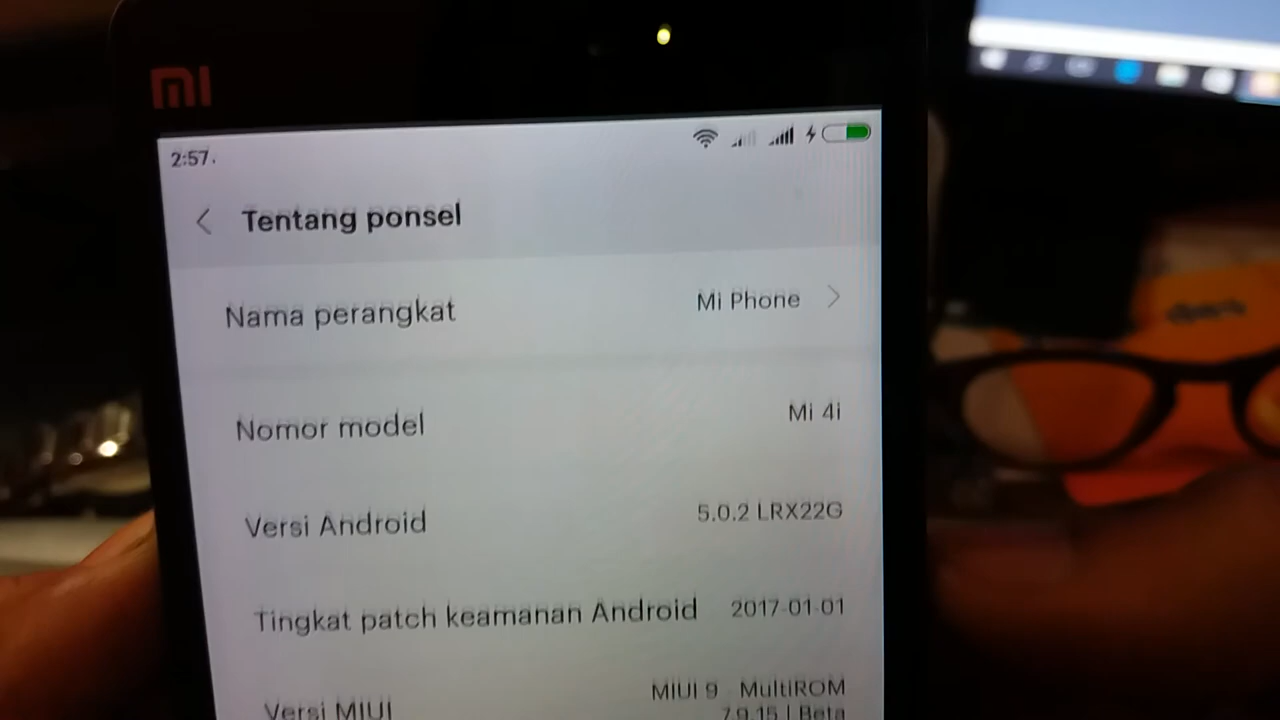 MI
2:57
Tentang ponsel
Nama perangkat Mi Phone
Nomor model Mi 4i
Versi Android 5.0.2 LRX22G
Tingkat patch keamanan Android 2017-01-01
Versi MIUI MIUI 9 - MultiROM
7.9.15 | Beta